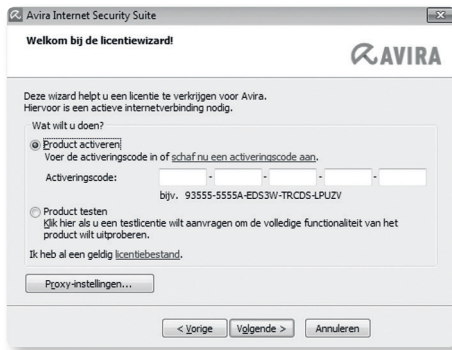 Avira Internet Security Suite
Welkom bij de licentiewizard!
AVIRA
Deze wizard helpt u een licentie te verkrijgen voor Avira.
Hiervoor is een actieve internetverbinding nodig.
Wat wilt u doen?
Product activeren
Voer de activeringscode in of schaf nu een activeringscode aan.
Activeringscode: - - - -
bijv. 93555-5555A-EDS3W-TRCDS-LPUZV
Product testen
Klik hier als u een testlicentie wilt aanvragen om de volledige functionaliteit van het
product wilt uitproberen.
Ik heb al een geldig licentiebestand.
Proxy-instellingen...
< Vorige Volgende > Annuleren